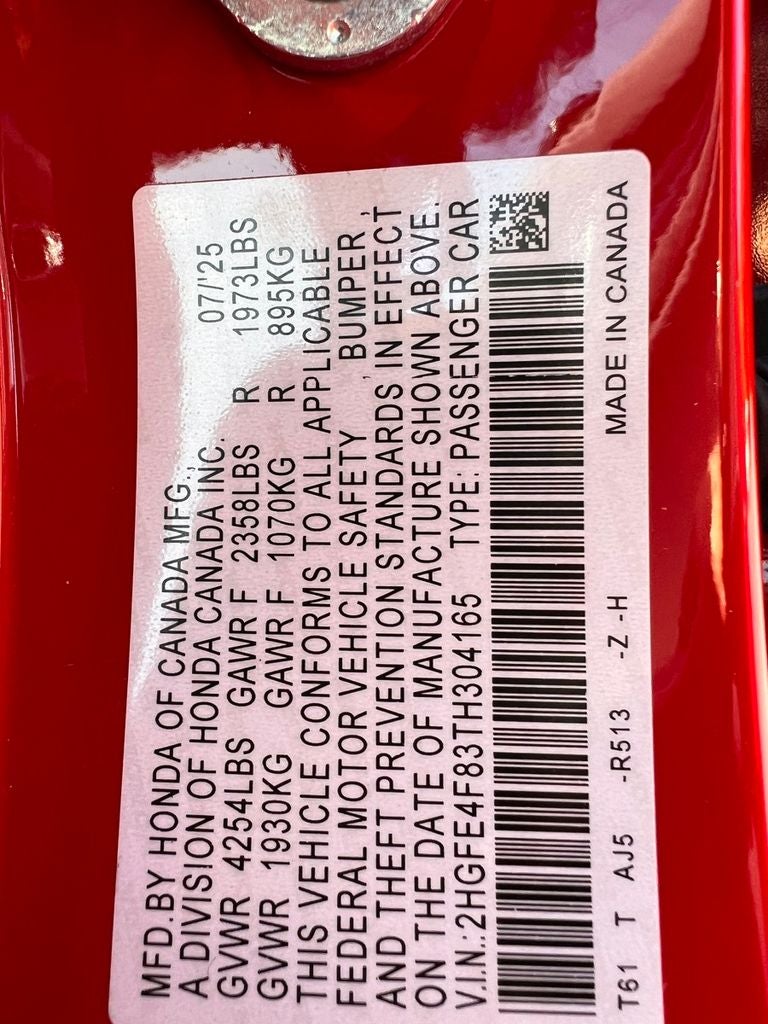 MFD.BY HONDA OF CANADA MFG., 07/'25
A DIVISION OF HONDA CANADA INC.
GVWR 4254LBS GAWR F 2358LBS R 1973LBS
GVWR 1930KG GAWR F 1070KG R 895KG
THIS VEHICLE CONFORMS TO ALL APPLICABLE
FEDERAL MOTOR VEHICLE SAFETY, BUMPER,
AND THEFT PREVENTION STANDARDS IN EFFECT
ON THE DATE OF MANUFACTURE SHOWN ABOVE.
V.I.N.:2HGFE4F83TH304165 TYPE: PASSENGER CAR
T61 T AJ5 -R513 -Z -H MADE IN CANADA